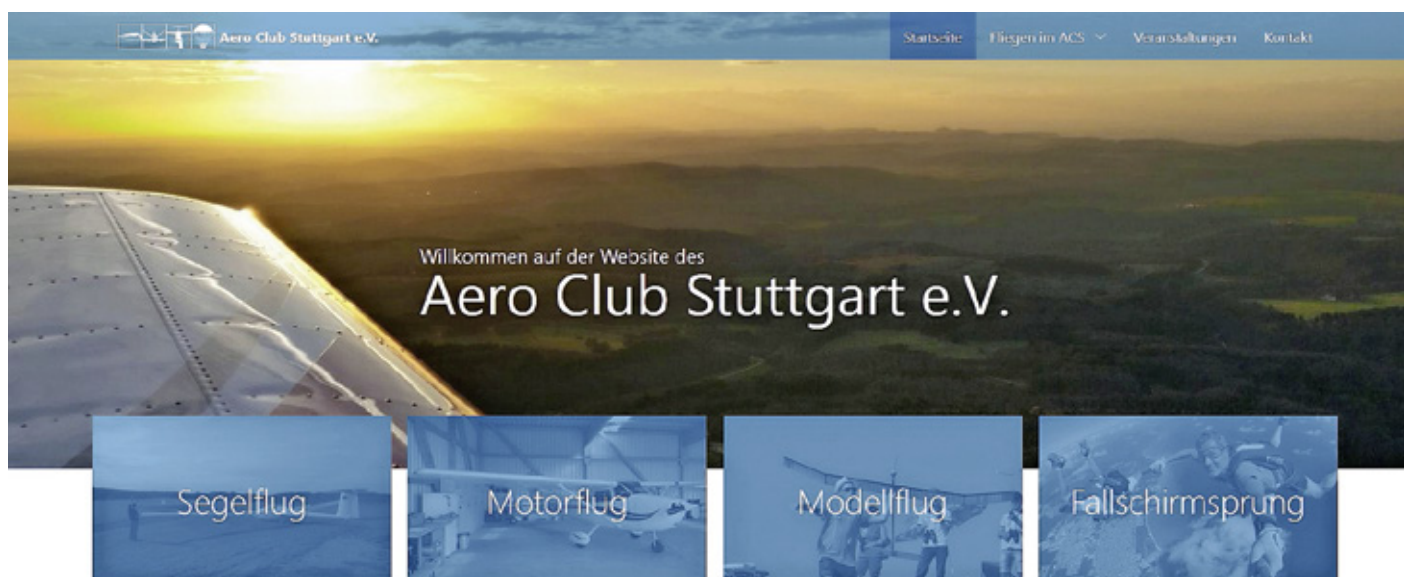 Aero Club Stuttgart e.V.
Startseite Fliegen im ACS Veranstaltungen Kontakt
Willkommen auf der Website des
Aero Club Stuttgart e.V.
Segelflug Motorflug Modellflug Fallschirmsprung